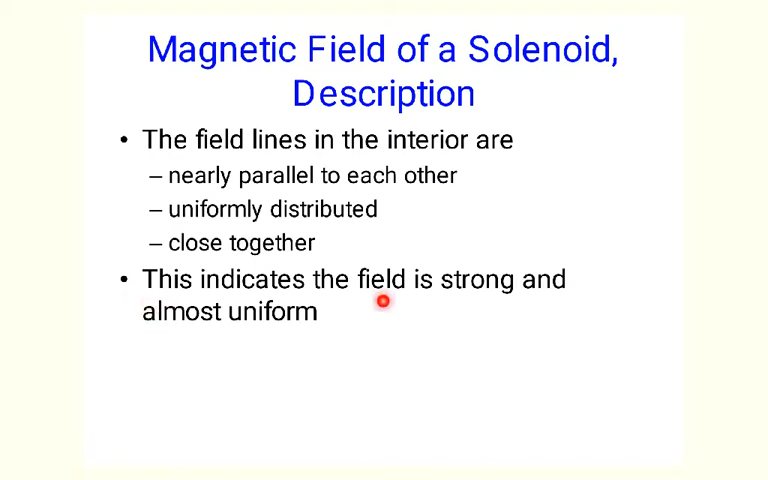 Magnetic Field of a Solenoid,
Description
• The field lines in the interior are
– nearly parallel to each other
– uniformly distributed
– close together
• This indicates the field is strong and
almost uniform